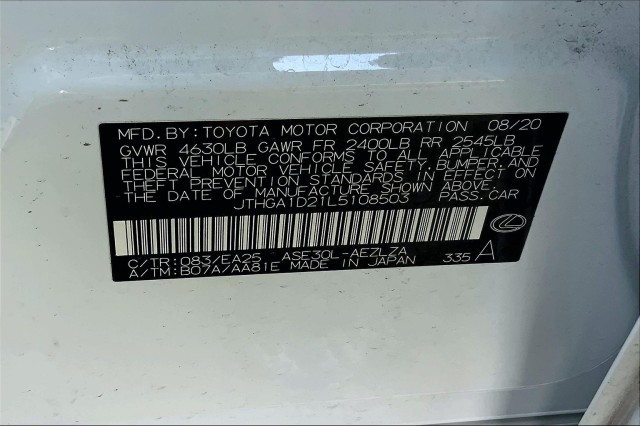 MFD. BY: TOYOTA MOTOR CORPORATION 08/20
GVWR 4630LB GAWR FR 2400LB RR 2545LB
THIS VEHICLE CONFORMS TO ALL APPLICABLE
FEDERAL MOTOR VEHICLE SAFETY, BUMPER, AND
THEFT PREVENTION STANDARDS IN EFFECT ON
THE DATE OF MANUFACTURE SHOWN ABOVE.
JTHGA1D21L5108503 PASS. CAR
C/TR: 083/EA25 ASE30L-AEZLZA
A/TM: B07A/AA81E MADE IN JAPAN 335 A